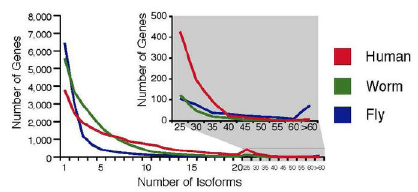 500
400
300
200
100
0
Number of Genes
25 30 35 40 45 50 55 60 >60
8,000
7,000
6,000
5,000
4,000
3,000
2,000
1,000
0
Number of Genes
1 5 10 15 20 25 30 35 40 45 50 55 60 >60
Number of Isoforms
Human
Worm
Fly